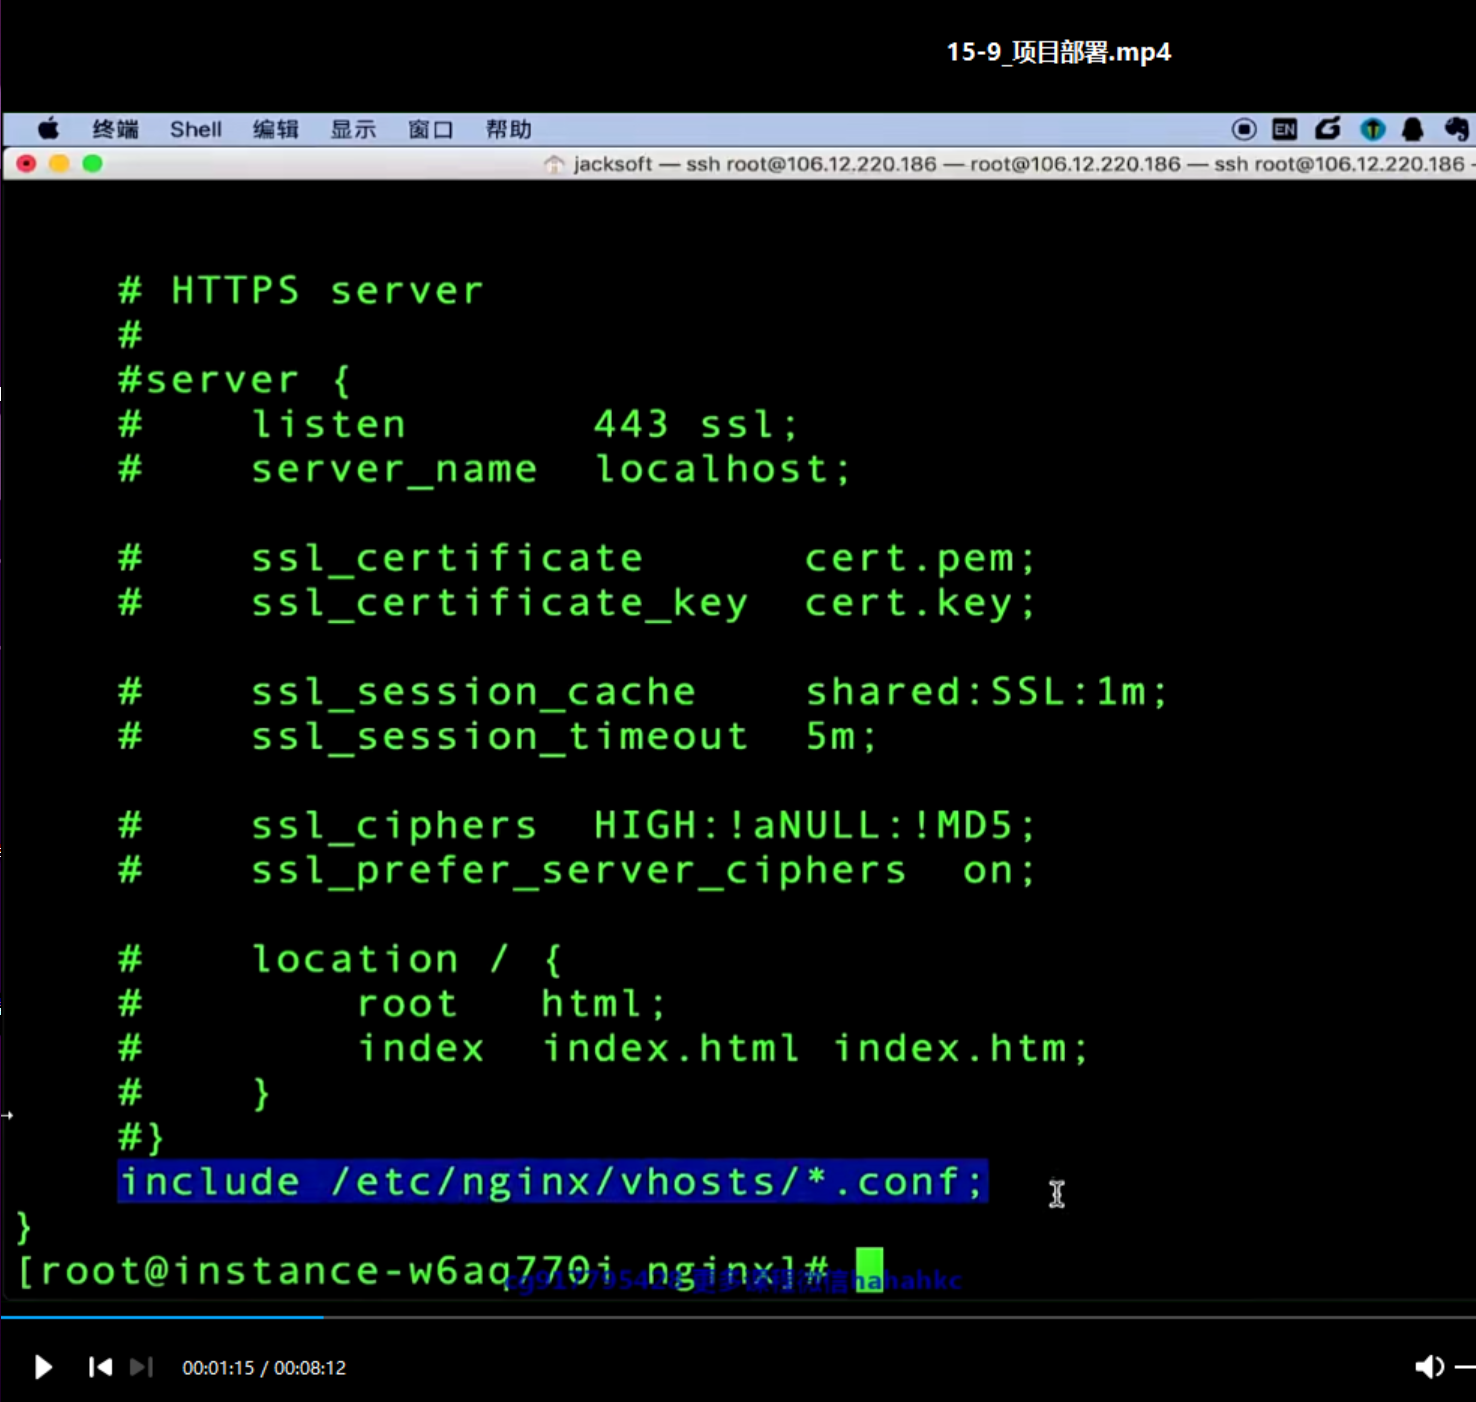 15-9_项目部署.mp4
终端 Shell 编辑 显示 窗口 帮助 EN
jacksoft — ssh root@106.12.220.186 — root@106.12.220.186 — ssh root@106.12.220.186
# HTTPS server
#
#server {
#    listen       443 ssl;
#    server_name  localhost;
#    ssl_certificate      cert.pem;
#    ssl_certificate_key  cert.key;
#    ssl_session_cache    shared:SSL:1m;
#    ssl_session_timeout  5m;
#    ssl_ciphers  HIGH:!aNULL:!MD5;
#    ssl_prefer_server_ciphers  on;
#    location / {
#        root   html;
#        index  index.html index.htm;
#    }
#}
include /etc/nginx/vhosts/*.conf;
}
[root@instance-w6aq770j nginx]#
00:01:15 / 00:08:12